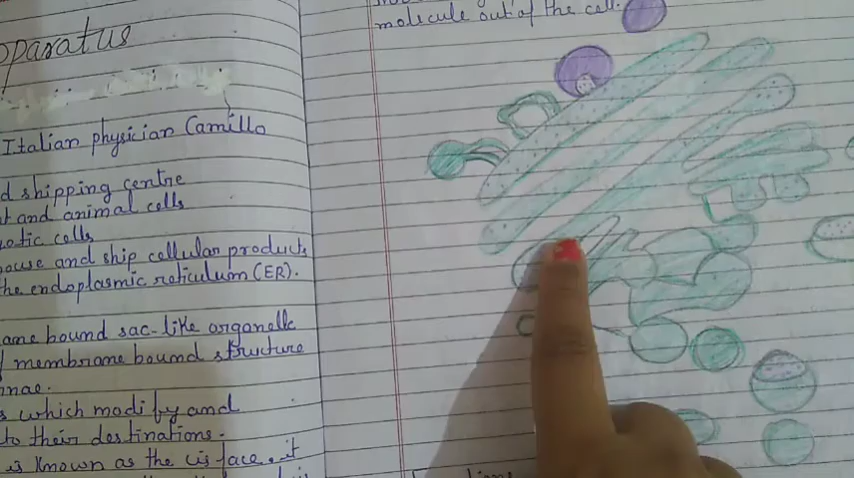 pparatus
Italian physician Camillo
d shipping centre
t and animal cells
otic cells
ouse and ship cellular products
the endoplasmic reticulum (ER).
ane bound sac-like organelle
f membrane bound structure
nae.
s which modify and
to their destinations.
is known as the cis face. it
molecule out of the cell.